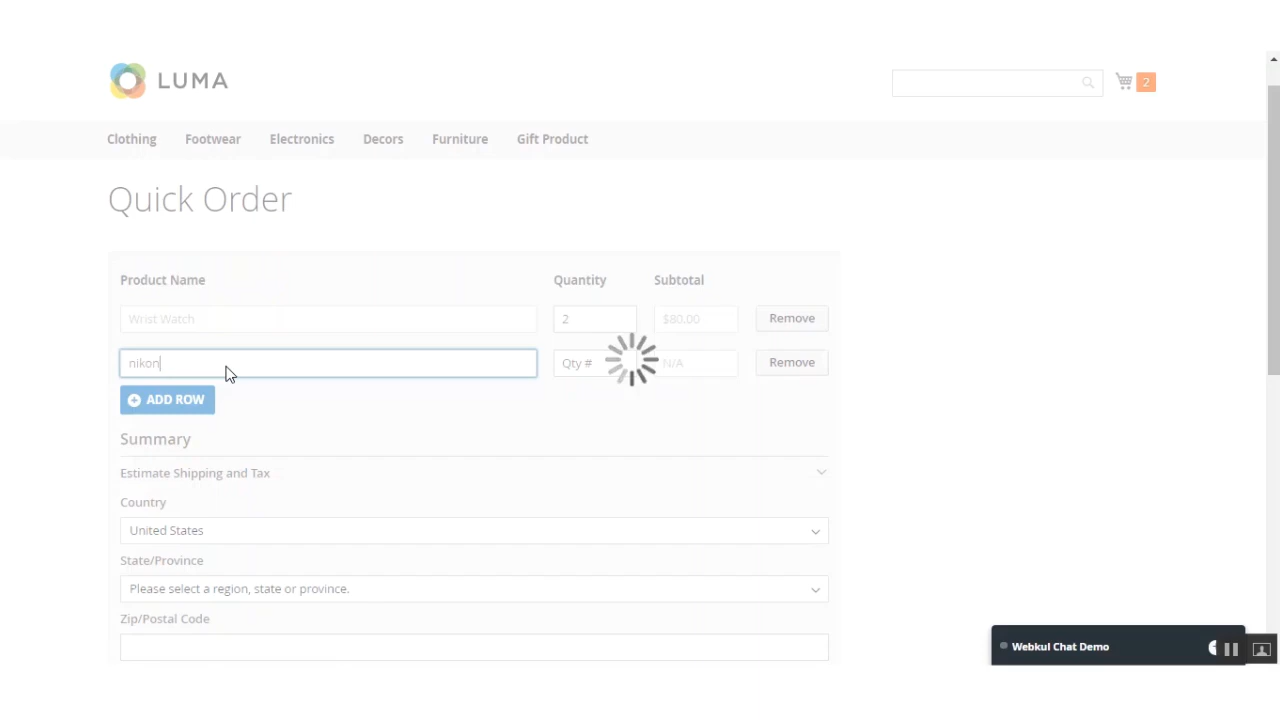 LUMA
2
Clothing Footwear Electronics Decors Furniture Gift Product
Quick Order
Product Name Quantity Subtotal
Wrist Watch 2 $80.00 Remove
nikon Qty # N/A Remove
ADD ROW
Summary
Estimate Shipping and Tax
Country
United States
State/Province
Please select a region, state or province.
Zip/Postal Code
Webkul Chat Demo